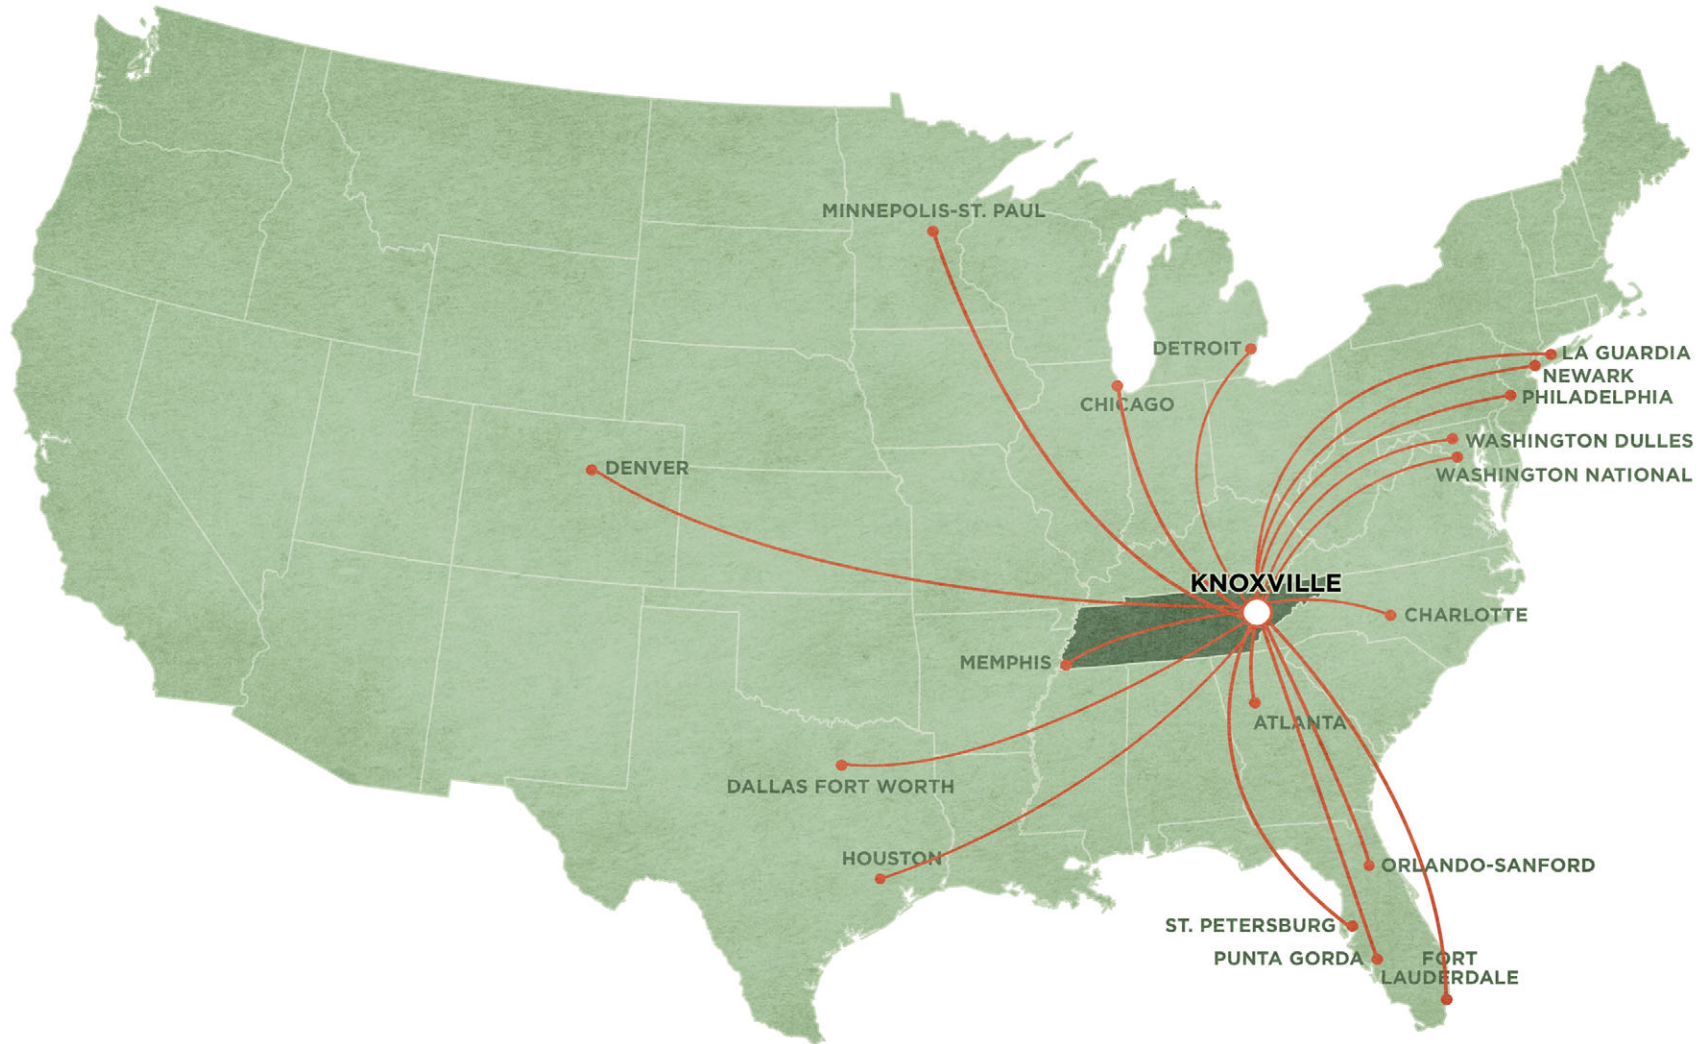 MINNEPOLIS-ST. PAUL
DETROIT
LA GUARDIA
NEWARK
CHICAGO
PHILADELPHIA
WASHINGTON DULLES
DENVER
WASHINGTON NATIONAL
KNOXVILLE
CHARLOTTE
MEMPHIS
ATLANTA
DALLAS FORT WORTH
HOUSTON
ORLANDO-SANFORD
ST. PETERSBURG
PUNTA GORDA
FORT
LAUDERDALE